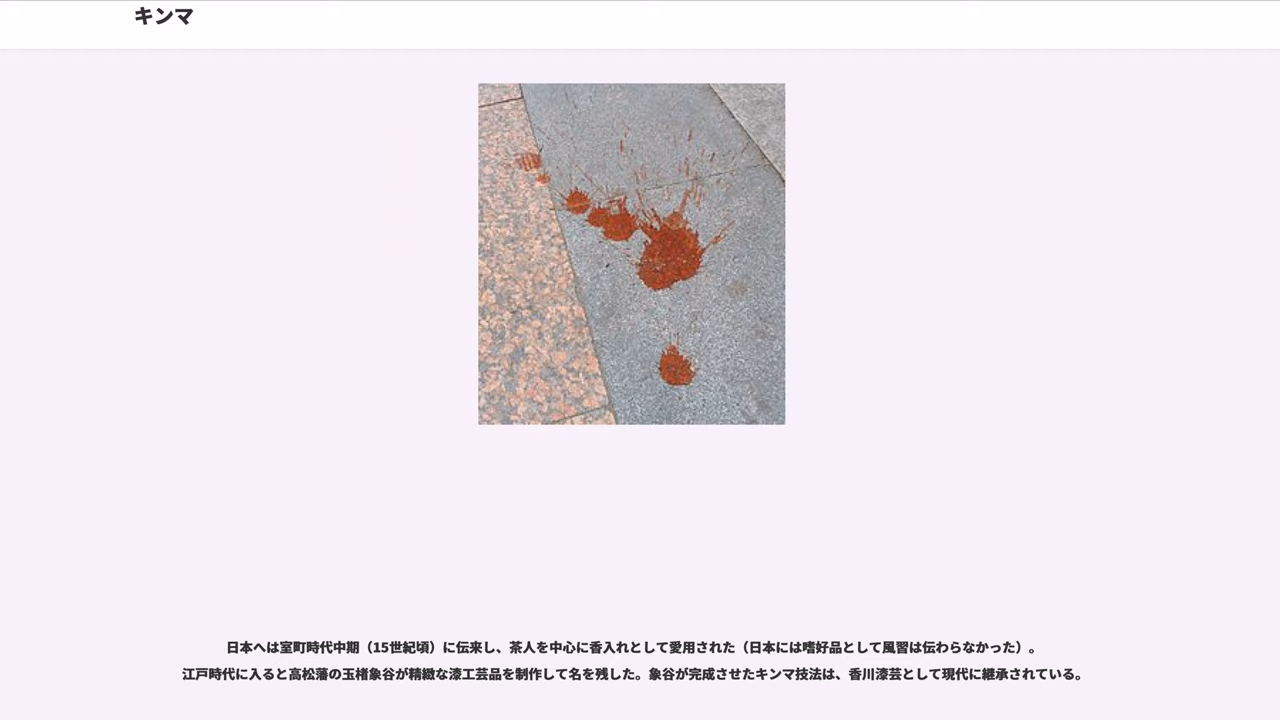 キンマ
日本へは室町時代中期（15世紀頃）に伝来し、茶人を中心に香入れとして愛用された（日本には嗜好品として風習は伝わらなかった）。
江戸時代に入ると高松藩の玉楮象谷が精緻な漆工芸品を制作して名を残した。象谷が完成させたキンマ技法は、香川漆芸として現代に継承されている。